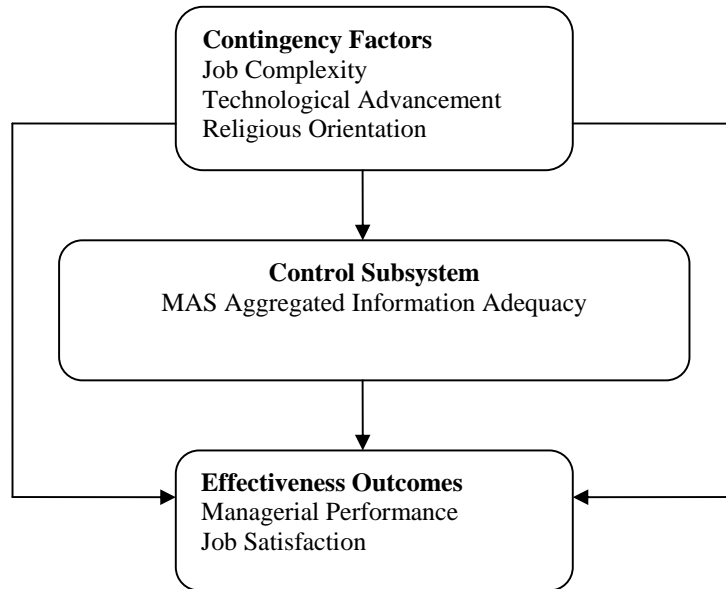 Contingency Factors
Job Complexity
Technological Advancement
Religious Orientation
Control Subsystem
MAS Aggregated Information Adequacy
Effectiveness Outcomes
Managerial Performance
Job Satisfaction